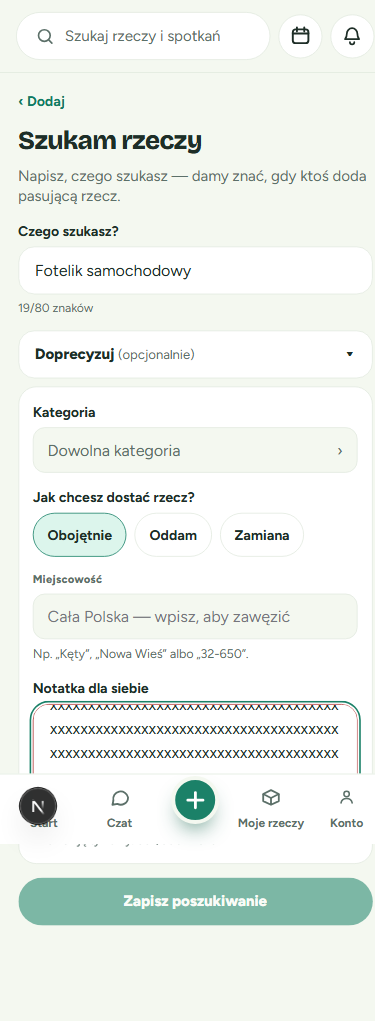 Szukaj rzeczy i spotkań
‹ Dodaj
Szukam rzeczy
Napisz, czego szukasz — damy znać, gdy ktoś doda
pasującą rzecz.
Czego szukasz?
Fotelik samochodowy
19/80 znaków
Doprecyzuj (opcjonalnie)
Kategoria
Dowolna kategoria ›
Jak chcesz dostać rzecz?
Obojętnie Oddam Zamiana
Miejscowość
Cała Polska — wpisz, aby zawęzić
Np. „Kęty”, „Nowa Wieś” albo „32-650”.
Notatka dla siebie
xxxxxxxxxxxxxxxxxxxxxxxxxxxxxxxxxxxxxx
xxxxxxxxxxxxxxxxxxxxxxxxxxxxxxxxxxxxxx
xxxxxxxxxxxxxxxxxxxxxxxxxxxxxxxxxxxxxx
N
Start Czat Moje rzeczy Konto
Zapisz poszukiwanie